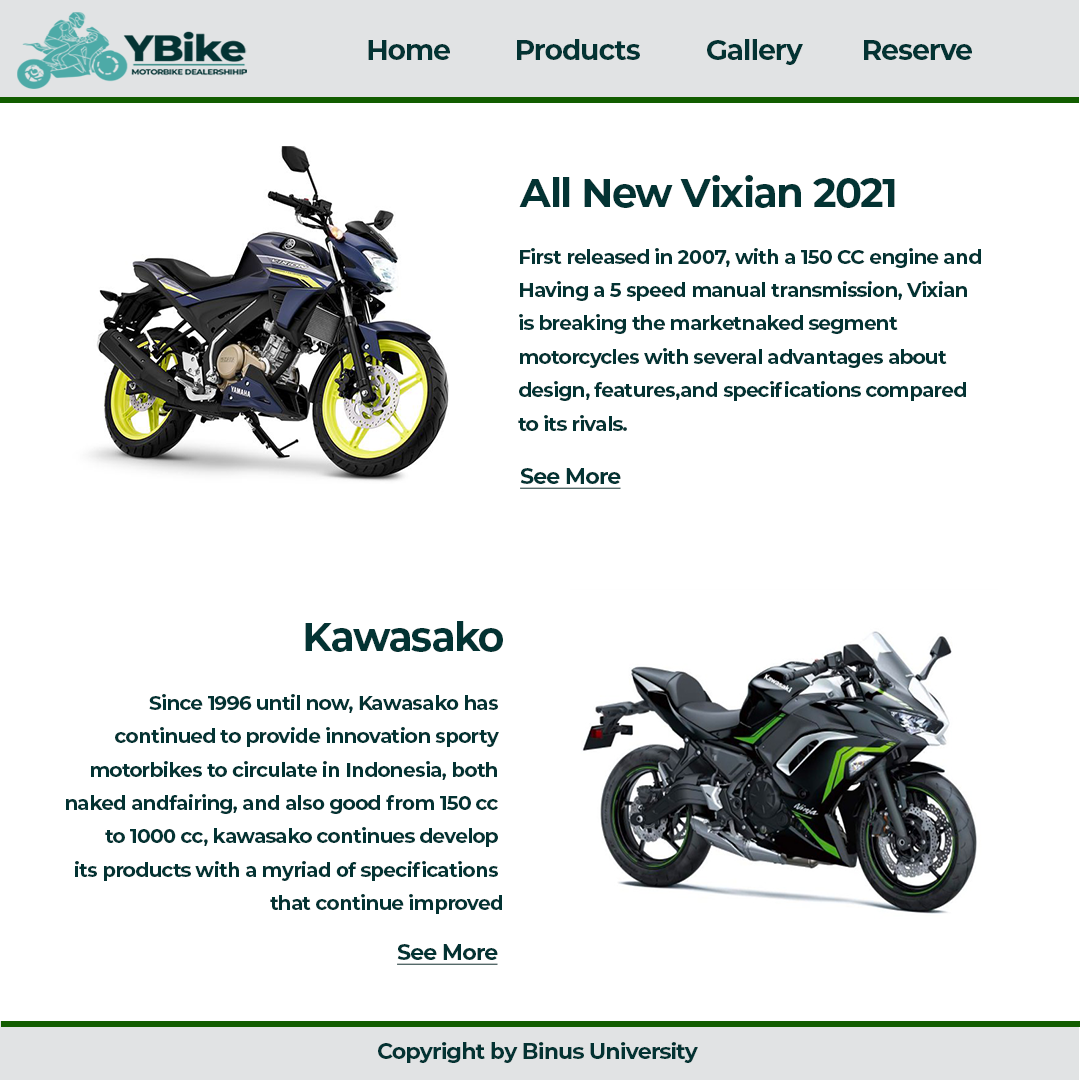 YBike
MOTORBIKE DEALERSHIHIP
Home Products Gallery Reserve
All New Vixian 2021
First released in 2007, with a 150 CC engine and
Having a 5 speed manual transmission, Vixian
is breaking the marketnaked segment
motorcycles with several advantages about
design, features,and specifications compared
to its rivals.
See More
YAMAHA
Kawasako
Since 1996 until now, Kawasako has
continued to provide innovation sporty
motorbikes to circulate in Indonesia, both
naked andfairing, and also good from 150 cc
to 1000 cc, kawasako continues develop
its products with a myriad of specifications
that continue improved
See More
Kawasaki
Ninja
Copyright by Binus University